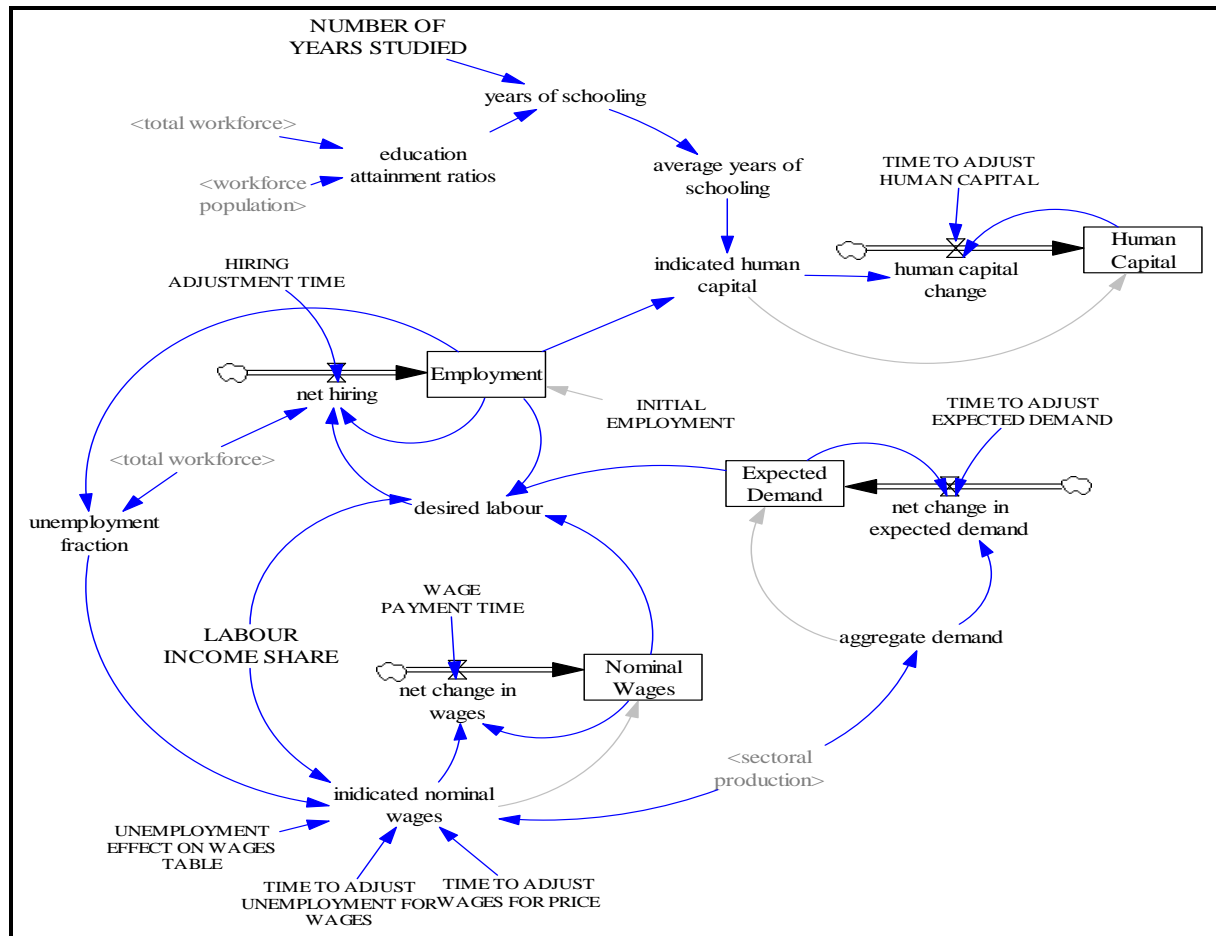 NUMBER OF
YEARS STUDIED
years of schooling
<total workforce>
education
attainment ratios
average years of
schooling
TIME TO ADJUST
HUMAN CAPITAL
<workforce
population>
Human
Capital
indicated human
capital
human capital
change
HIRING
ADJUSTMENT TIME
Employment
net hiring
INITIAL
EMPLOYMENT
TIME TO ADJUST
EXPECTED DEMAND
<total workforce>
Expected
Demand
desired labour
net change in
expected demand
unemployment
fraction
WAGE
PAYMENT TIME
LABOUR
INCOME SHARE
aggregate demand
Nominal
Wages
net change in
wages
<sectoral
production>
inidicated nominal
wages
UNEMPLOYMENT
EFFECT ON WAGES
TABLE
TIME TO ADJUST
UNEMPLOYMENT FOR
WAGES
TIME TO ADJUST
WAGES FOR PRICE